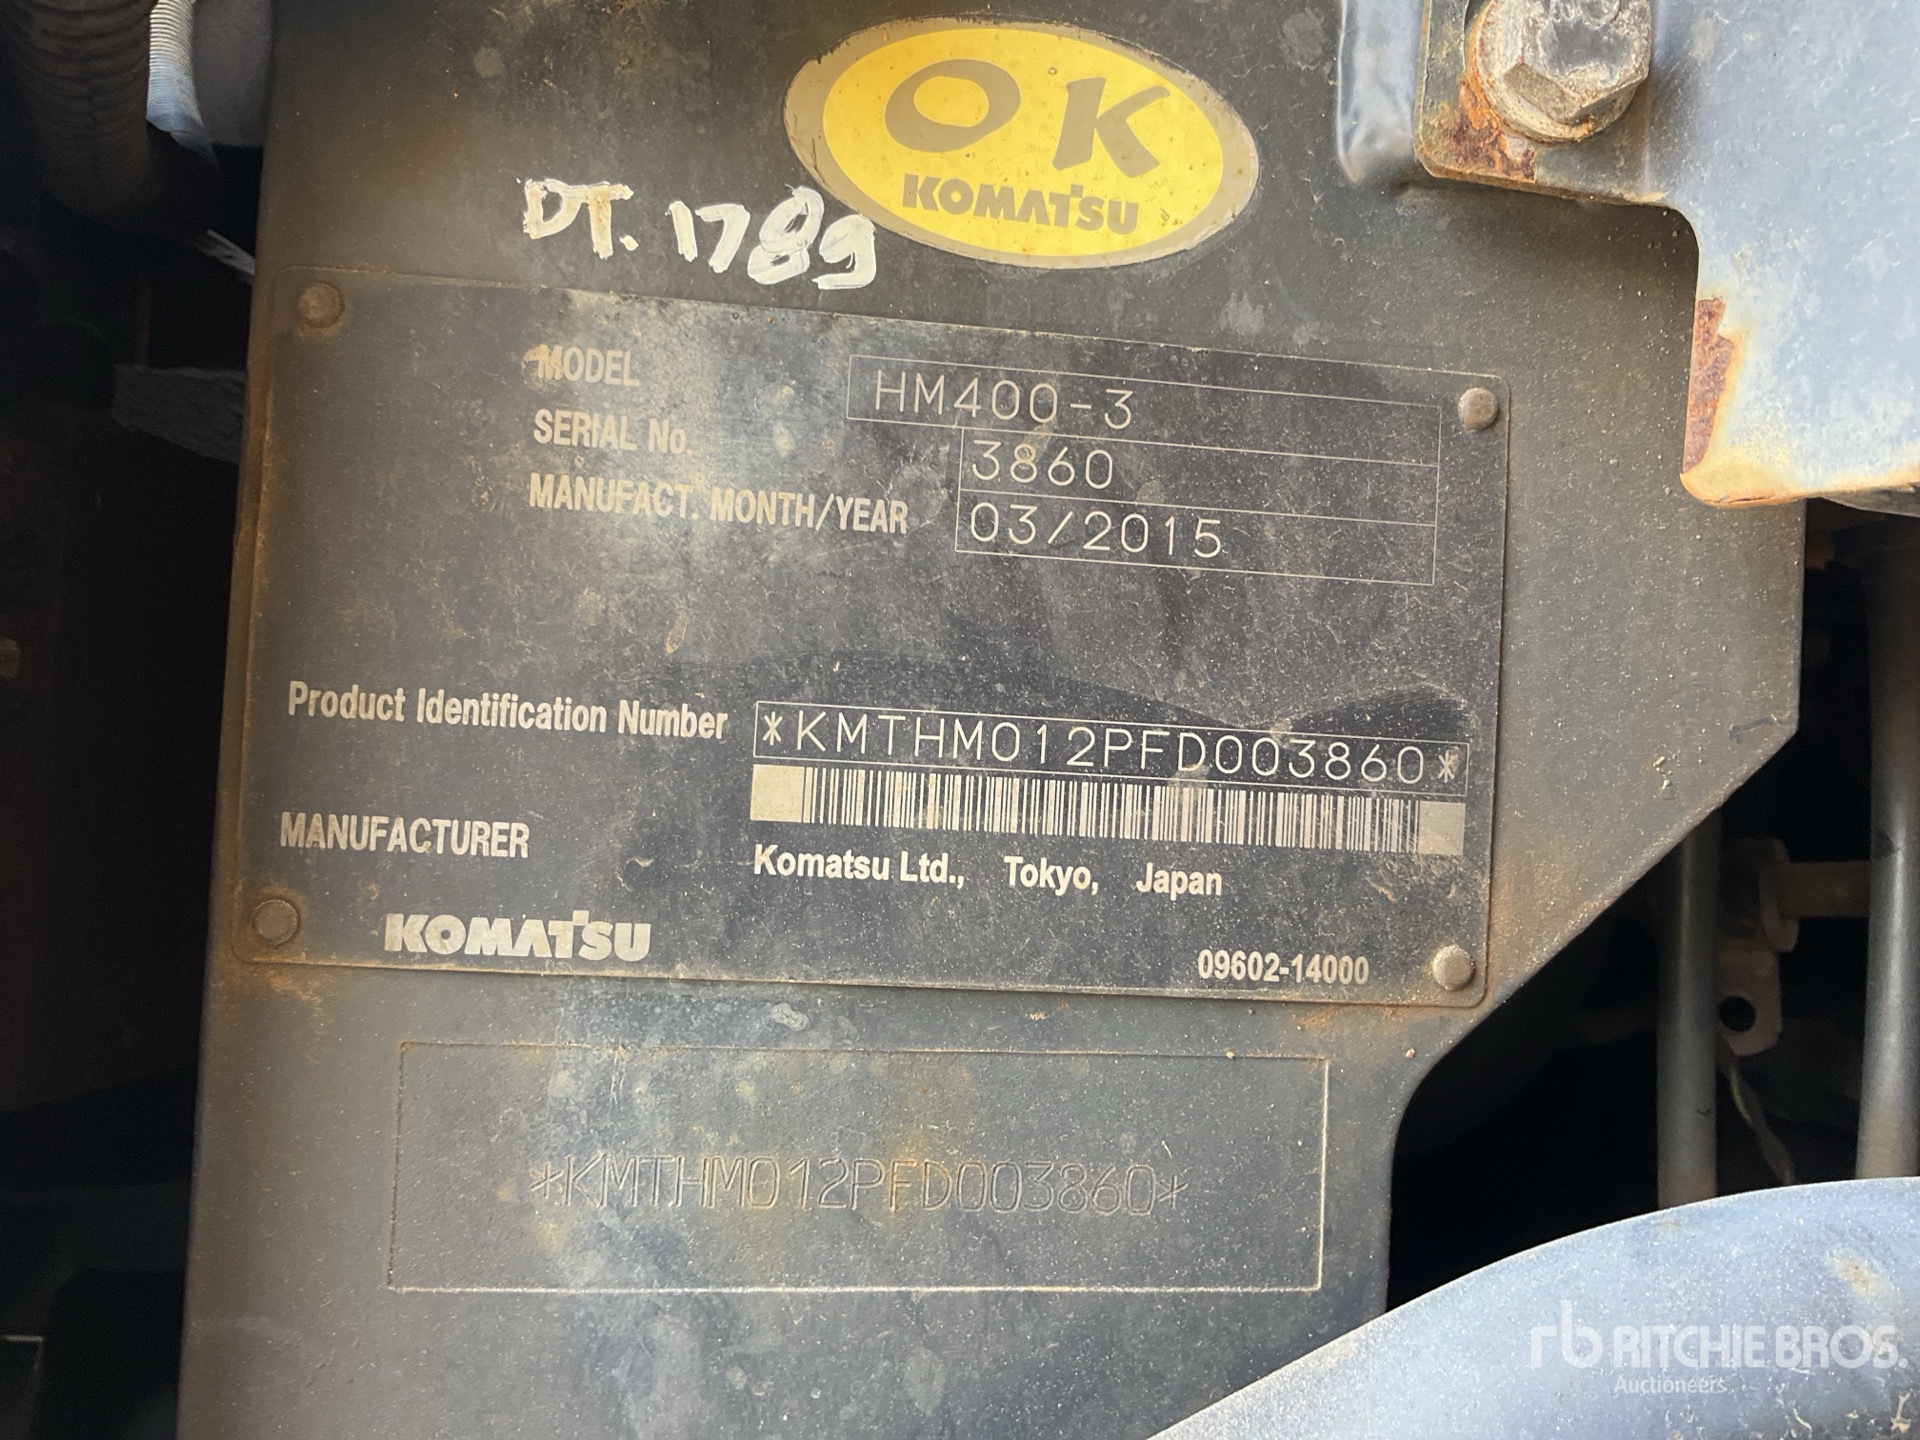 OK
KOMATSU
DT. 1789
MODEL HM400-3
SERIAL No. 3860
MANUFACT. MONTH/YEAR 03/2015
Product Identification Number *KMTHM012PFD003860*
MANUFACTURER Komatsu Ltd., Tokyo, Japan
KOMATSU 09602-14000
*KMTHM012PFD003860*
rb RITCHIE BROS.
Auctioneers